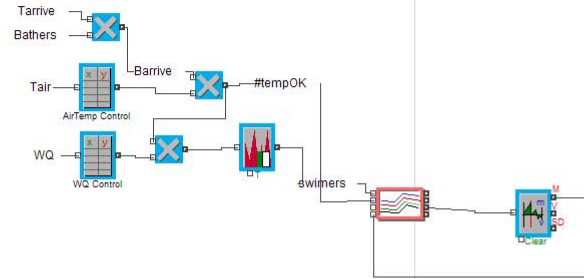 Tarrive
Bathers
x y
Tair
Barrive
#tempOK
AirTemp Control
x y
WQ
WQ Control
swimers
M
m
V
v
SD
Clear